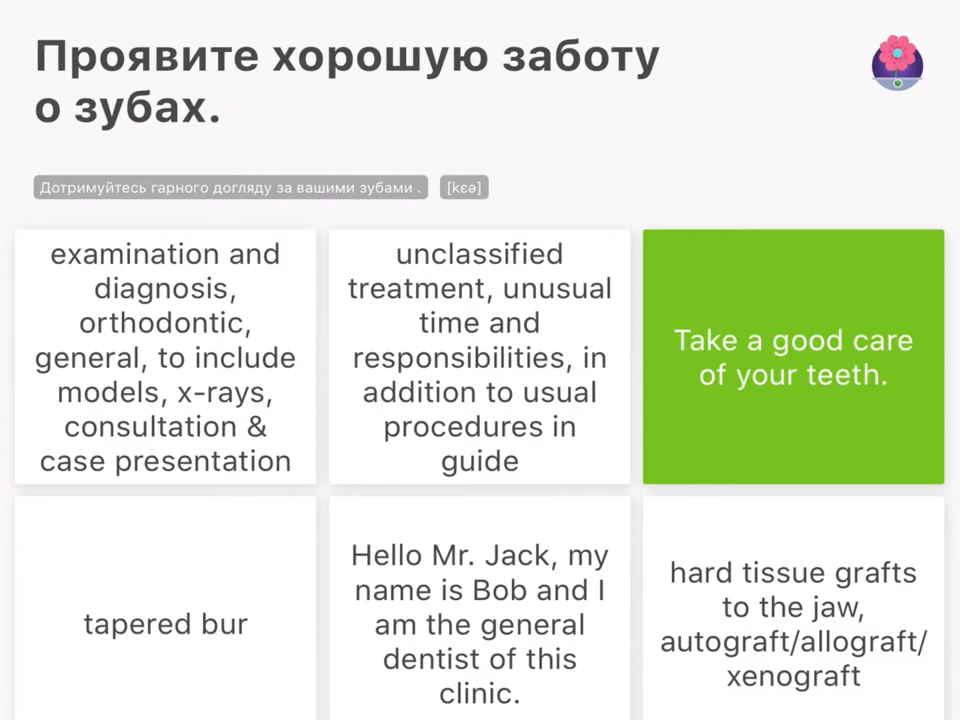 Проявите хорошую заботу
о зубах.
Дотримуйтесь гарного догляду за вашими зубами .
[kɛə]
examination and
diagnosis,
orthodontic,
general, to include
models, x-rays,
consultation &
case presentation
unclassified
treatment, unusual
time and
responsibilities, in
addition to usual
procedures in
guide
Take a good care
of your teeth.
tapered bur
Hello Mr. Jack, my
name is Bob and I
am the general
dentist of this
clinic.
hard tissue grafts
to the jaw,
autograft/allograft/
xenograft